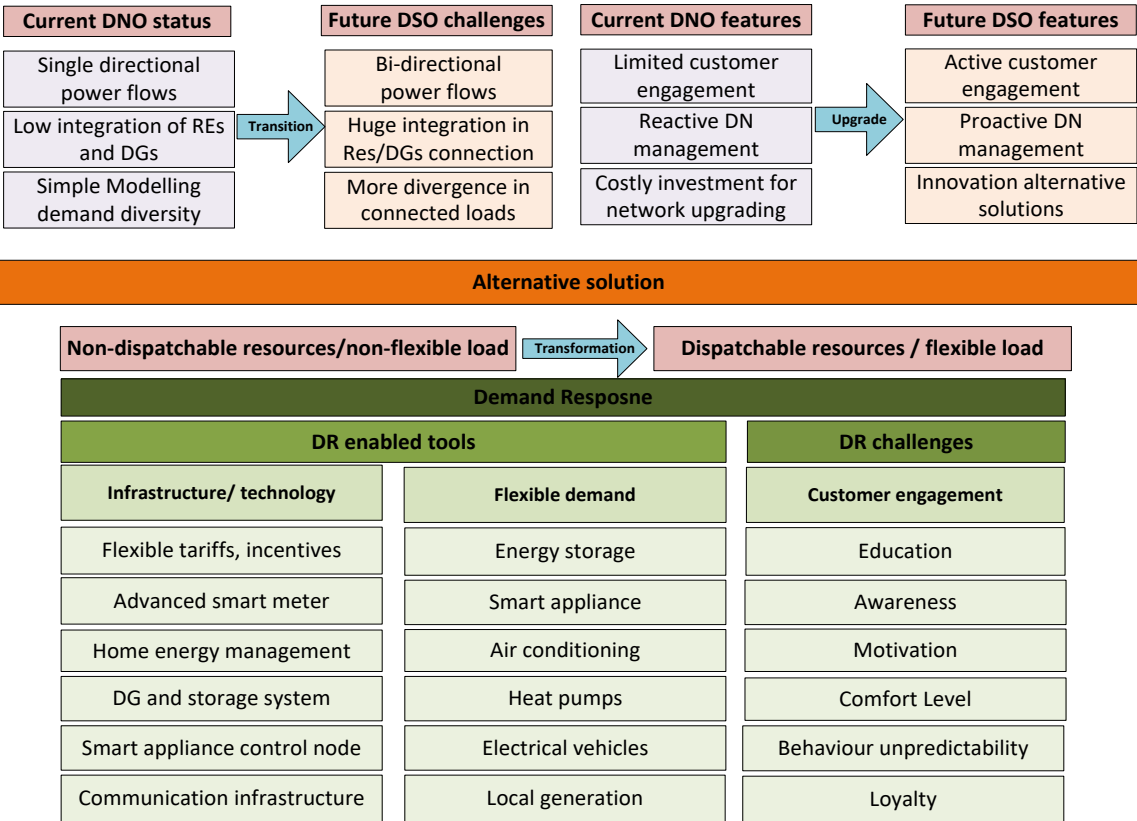 Current DNO status
Single directional
power flows
Low integration of REs
and DGs
Simple Modelling
demand diversity
Transition
Future DSO challenges
Bi-directional
power flows
Huge integration in
Res/DGs connection
More divergence in
connected loads
Current DNO features
Limited customer
engagement
Reactive DN
management
Costly investment for
network upgrading
Upgrade
Future DSO features
Active customer
engagement
Proactive DN
management
Innovation alternative
solutions
Alternative solution
Non-dispatchable resources/non-flexible load
Transformation
Dispatchable resources / flexible load
Demand Resposne
DR enabled tools
DR challenges
Infrastructure/ technology
Flexible demand
Customer engagement
Flexible tariffs, incentives
Energy storage
Education
Advanced smart meter
Smart appliance
Awareness
Home energy management
Air conditioning
Motivation
DG and storage system
Heat pumps
Comfort Level
Smart appliance control node
Electrical vehicles
Behaviour unpredictability
Communication infrastructure
Local generation
Loyalty